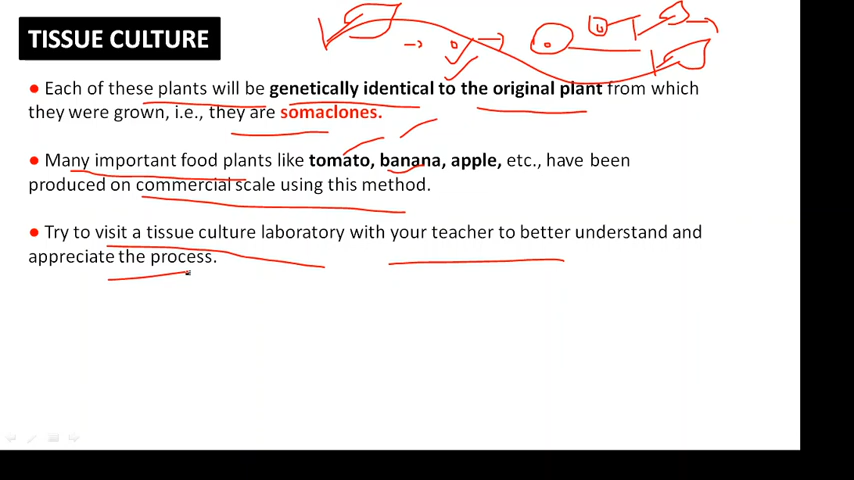 TISSUE CULTURE
● Each of these plants will be genetically identical to the original plant from which
they were grown, i.e., they are somaclones.
● Many important food plants like tomato, banana, apple, etc., have been
produced on commercial scale using this method.
● Try to visit a tissue culture laboratory with your teacher to better understand and
appreciate the process.